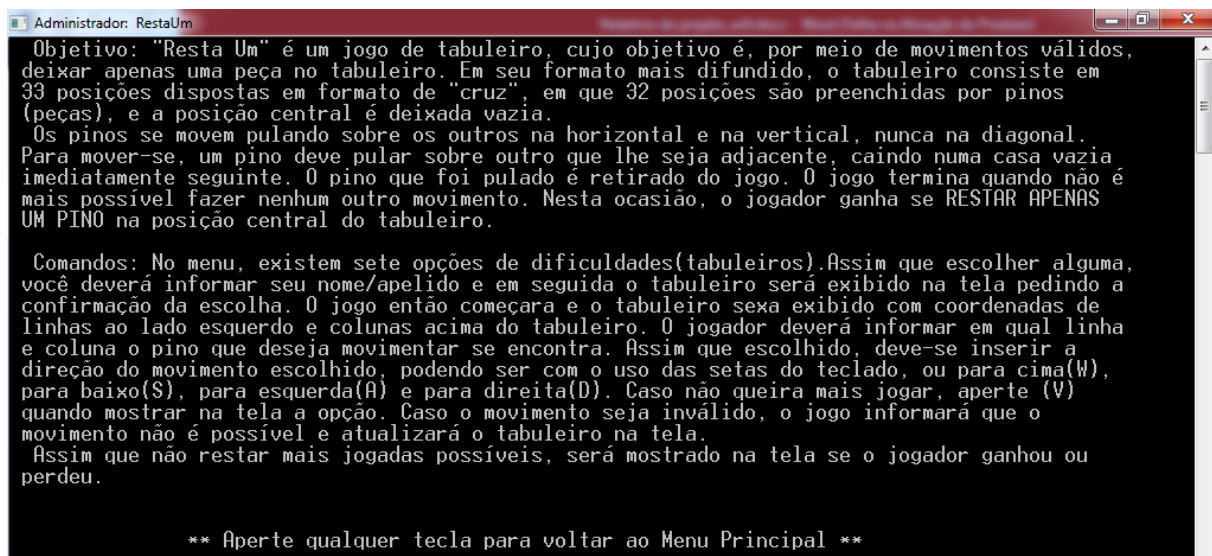 Administrador: RestaUm
Objetivo: "Resta Um" é um jogo de tabuleiro, cujo objetivo é, por meio de movimentos válidos,
deixar apenas uma peça no tabuleiro. Em seu formato mais difundido, o tabuleiro consiste em
33 posições dispostas em formato de "cruz", em que 32 posições são preenchidas por pinos
(peças), e a posição central é deixada vazia.
Os pinos se movem pulando sobre os outros na horizontal e na vertical, nunca na diagonal.
Para mover-se, um pino deve pular sobre outro que lhe seja adjacente, caindo numa casa vazia
imediatamente seguinte. O pino que foi pulado é retirado do jogo. O jogo termina quando não é
mais possível fazer nenhum outro movimento. Nesta ocasião, o jogador ganha se RESTAR APENAS
UM PINO na posição central do tabuleiro.
Comandos: No menu, existem sete opções de dificuldades(tabuleiros).Assim que escolher alguma,
você deverá informar seu nome/apelido e em seguida o tabuleiro será exibido na tela pedindo a
confirmação da escolha. O jogo então começara e o tabuleiro sexa exibido com coordenadas de
linhas ao lado esquerdo e colunas acima do tabuleiro. O jogador deverá informar em qual linha
e coluna o pino que deseja movimentar se encontra. Assim que escolhido, deve-se inserir a
direção do movimento escolhido, podendo ser com o uso das setas do teclado, ou para cima(W),
para baixo(S), para esquerda(A) e para direita(D). Caso não queira mais jogar, aperte (V)
quando mostrar na tela a opção. Caso o movimento seja inválido, o jogo informará que o
movimento não é possível e atualizará o tabuleiro na tela.
Assim que não restar mais jogadas possíveis, será mostrado na tela se o jogador ganhou ou
perdeu.
** Aperte qualquer tecla para voltar ao Menu Principal **